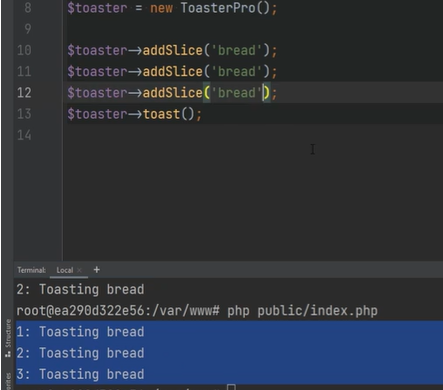 8 $toaster = new ToasterPro();
9
10 $toaster->addSlice('bread');
11 $toaster->addSlice('bread');
12 $toaster->addSlice('bread');
13 $toaster->toast();
14
Terminal: Local × +
2: Toasting bread
root@ea290d322e56:/var/www# php public/index.php
1: Toasting bread
2: Toasting bread
3: Toasting bread
Structure